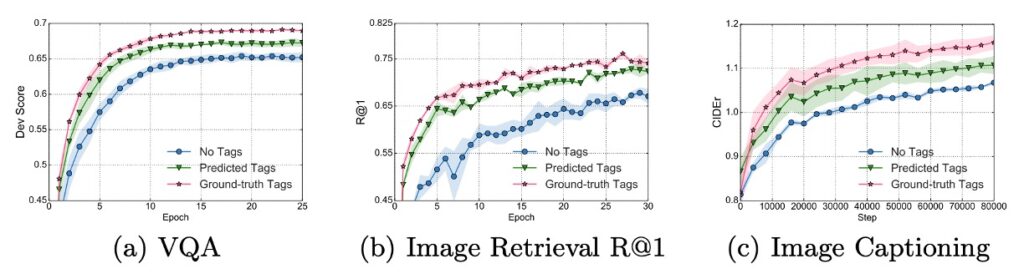 0.7
0.65
0.6
0.55
0.5
0.45
Dev Score
0 5 10 15 20 25
Epoch
No Tags
Predicted Tags
Ground-truth Tags
(a) VQA
0.825
0.75
0.65
0.55
0.45
R@1
0 5 10 15 20 25 30
Epoch
No Tags
Predicted Tags
Ground-truth Tags
(b) Image Retrieval R@1
1.2
1.1
1.0
0.9
0.8
CIDEr
0 10000 20000 30000 40000 50000 60000 70000 80000
Step
No Tags
Predicted Tags
Ground-truth Tags
(c) Image Captioning